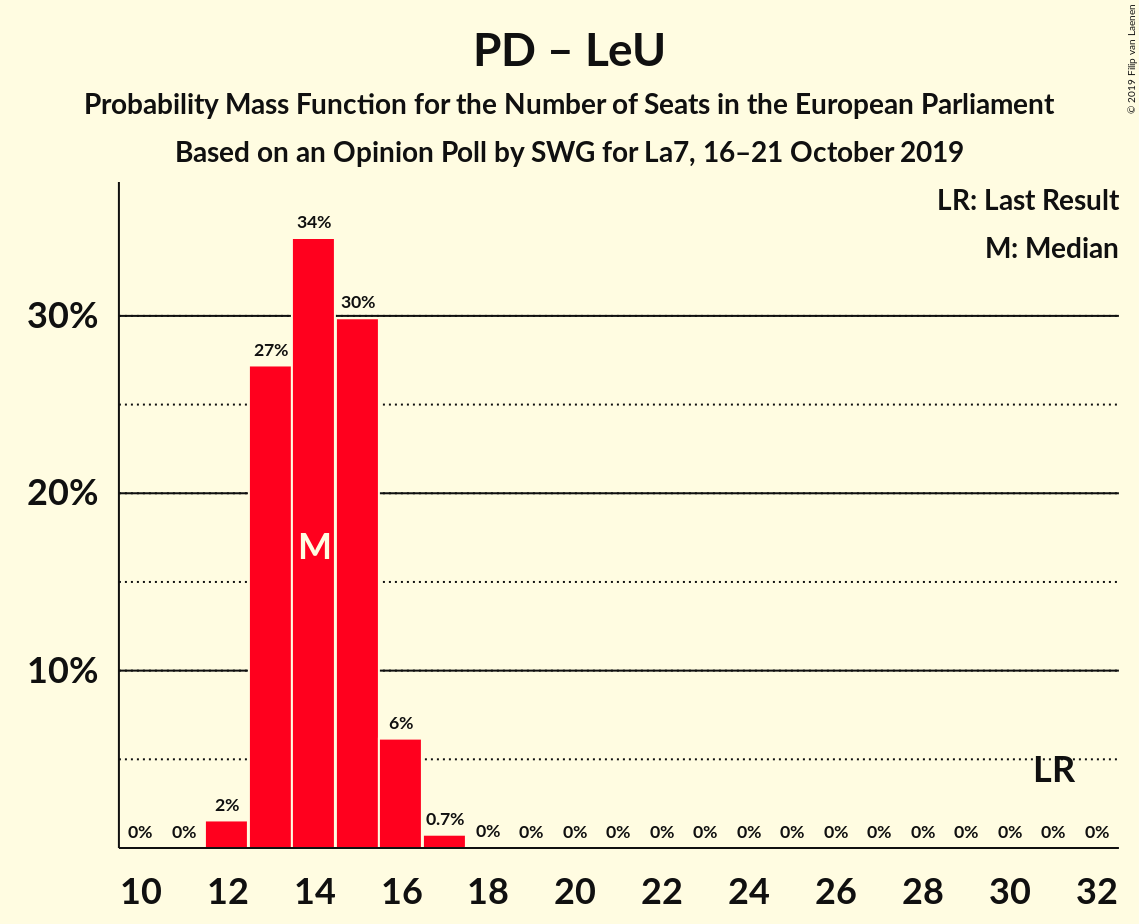 PD – LeU
Probability Mass Function for the Number of Seats in the European Parliament
Based on an Opinion Poll by SWG for La7, 16–21 October 2019
© 2019 Filip van Laenen
LR: Last Result
M: Median
30%
20%
10%
0% 0% 2% 27% 34% 30% 6% 0.7% 0% 0% 0% 0% 0% 0% 0% 0% 0% 0% 0% 0% 0% 0% 0%
M
LR
10 12 14 16 18 20 22 24 26 28 30 32